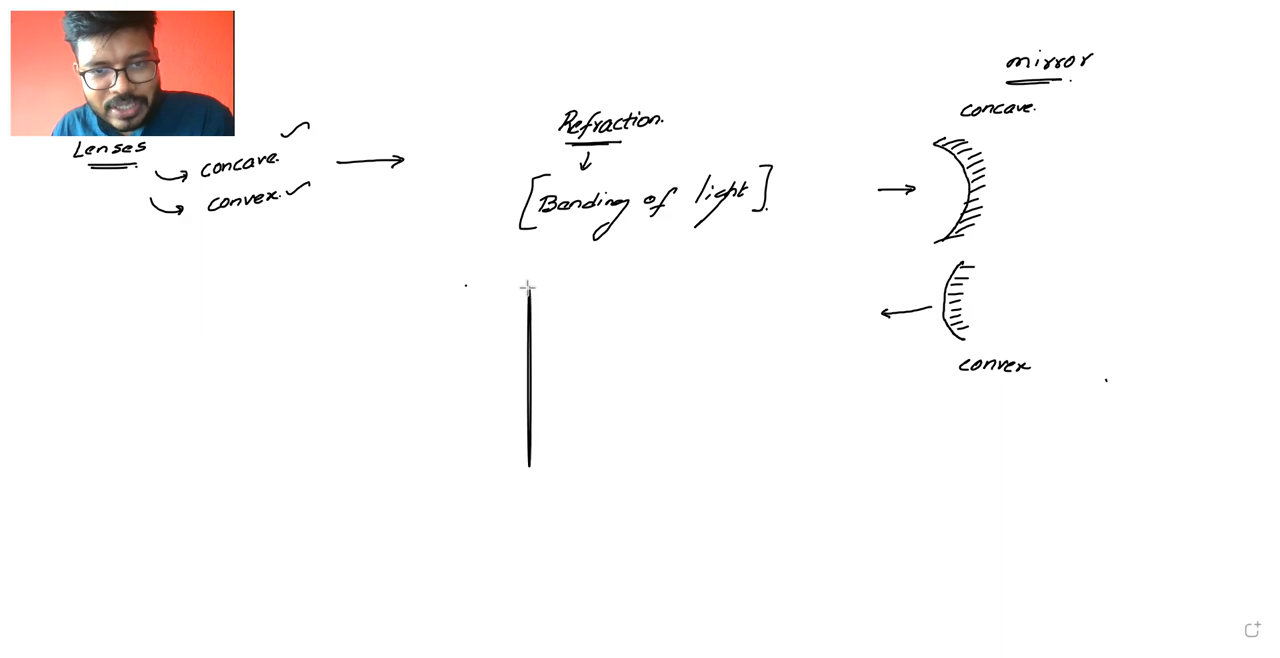 Lenses
concave.
convex.
Refraction.
[Bending of light].
mirror
concave.
convex